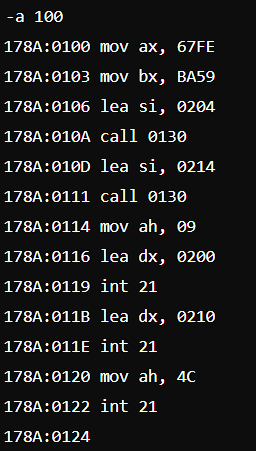 -a 100
178A:0100 mov ax, 67FE
178A:0103 mov bx, BA59
178A:0106 lea si, 0204
178A:010A call 0130
178A:010D lea si, 0214
178A:0111 call 0130
178A:0114 mov ah, 09
178A:0116 lea dx, 0200
178A:0119 int 21
178A:011B lea dx, 0210
178A:011E int 21
178A:0120 mov ah, 4C
178A:0122 int 21
178A:0124